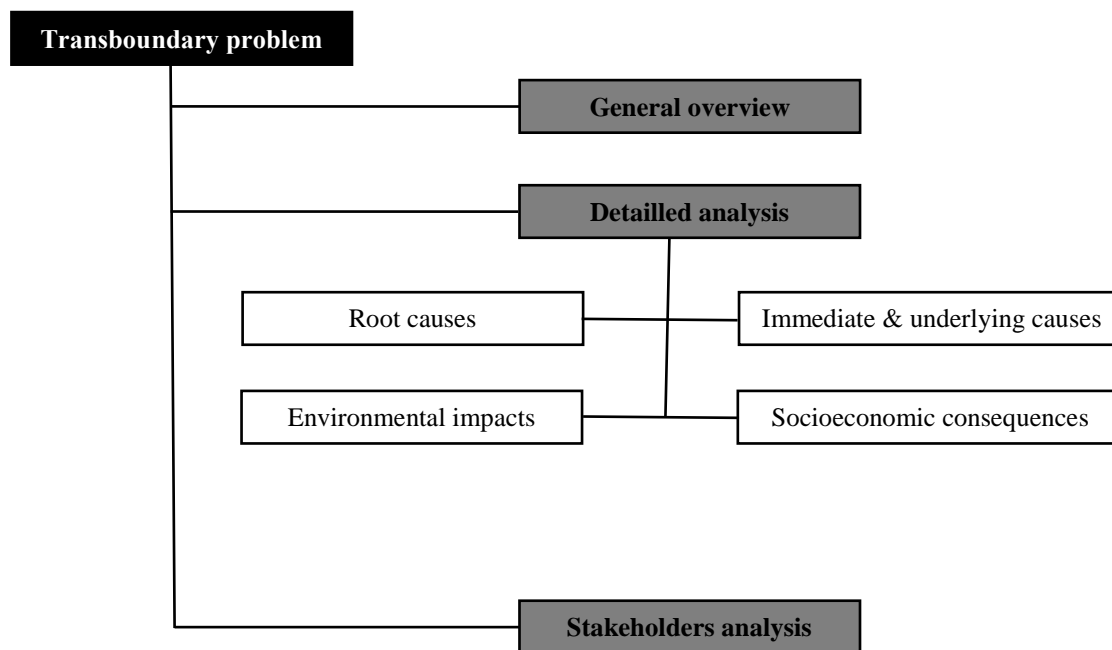 Transboundary problem
General overview
Detailled analysis
Root causes
Immediate & underlying causes
Environmental impacts
Socioeconomic consequences
Stakeholders analysis